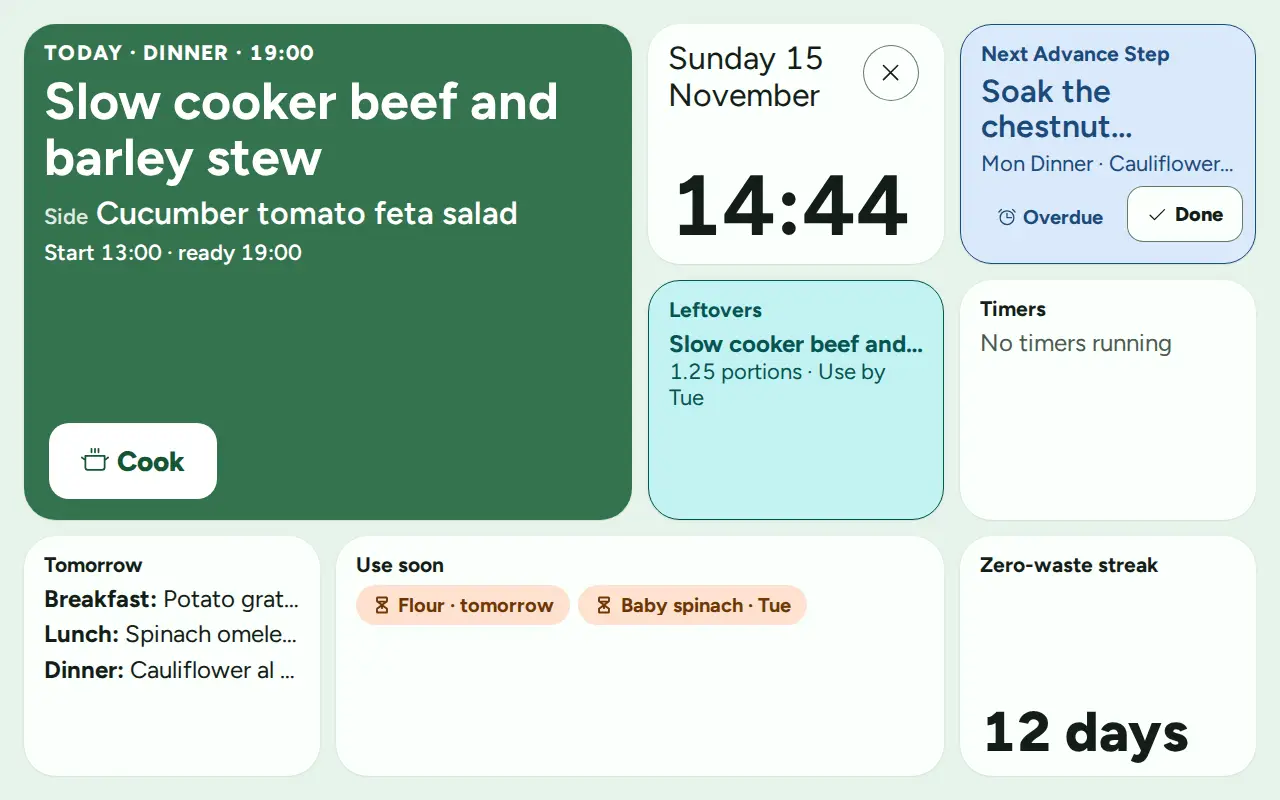 TODAY · DINNER · 19:00
Slow cooker beef and
barley stew
Side Cucumber tomato feta salad
Start 13:00 · ready 19:00
Cook
Sunday 15
November
14:44
Next Advance Step
Soak the
chestnut…
Mon Dinner · Cauliflower…
Overdue
Done
Leftovers
Slow cooker beef and…
1.25 portions · Use by
Tue
Timers
No timers running
Tomorrow
Breakfast: Potato grat…
Lunch: Spinach omele…
Dinner: Cauliflower al …
Use soon
Flour · tomorrow
Baby spinach · Tue
Zero-waste streak
12 days